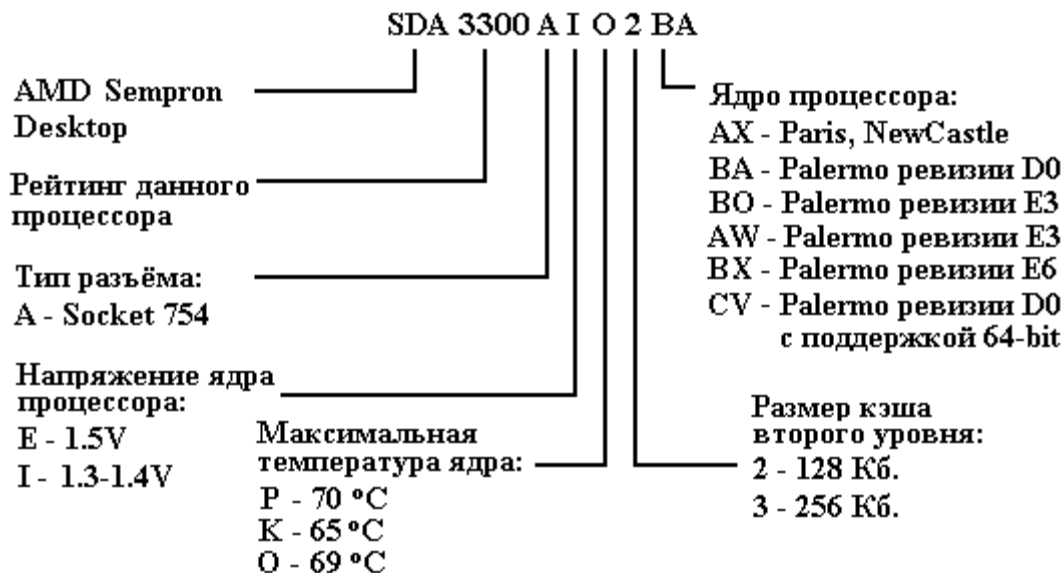 SDA 3300 A I O 2 BA
AMD Sempron
Desktop
Рейтинг данного
процессора
Тип разъёма:
A - Socket 754
Напряжение ядра
процессора:
E - 1.5V
I - 1.3-1.4V
Максимальная
температура ядра:
P - 70 °C
K - 65 °C
O - 69 °C
Ядро процессора:
AX - Paris, NewCastle
BA - Palermo ревизии D0
BO - Palermo ревизии E3
AW - Palermo ревизии E3
BX - Palermo ревизии E6
CV - Palermo ревизии D0
с поддержкой 64-bit
Размер кэша
второго уровня:
2 - 128 Кб.
3 - 256 Кб.